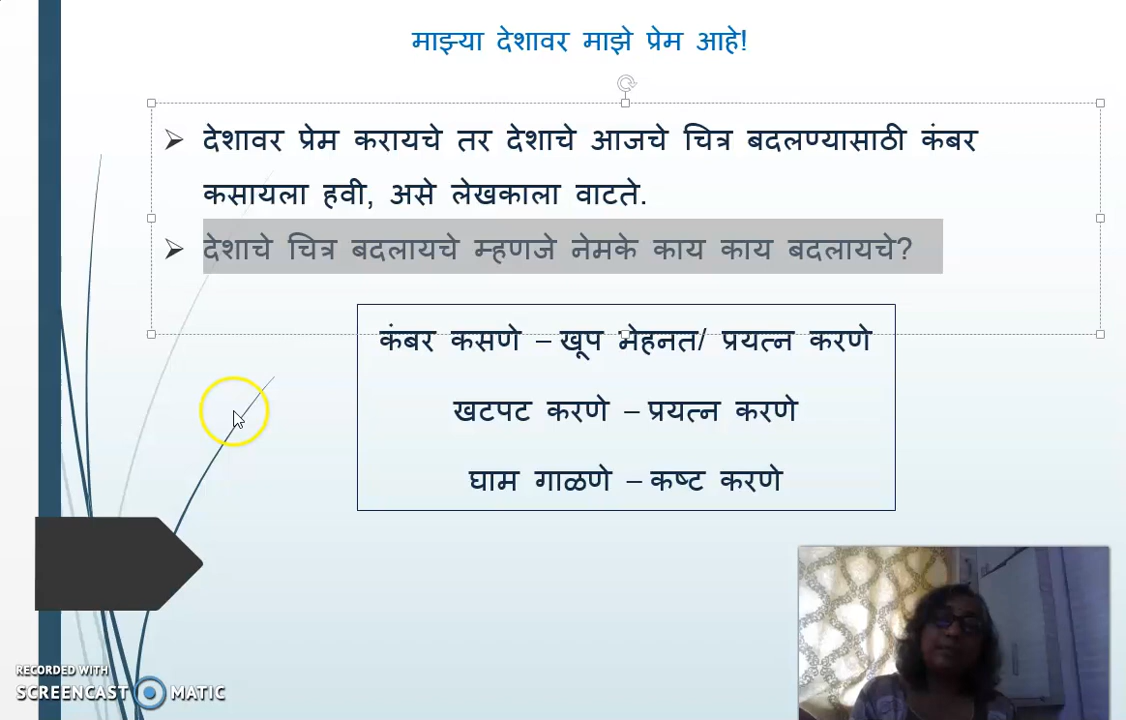 माझ्या देशावर माझे प्रेम आहे!
देशावर प्रेम करायचे तर देशाचे आजचे चित्र बदलण्यासाठी कंबर
कसायला हवी, असे लेखकाला वाटते.
देशाचे चित्र बदलायचे म्हणजे नेमके काय काय बदलायचे?
कंबर कसणे – खूप मेहनत/ प्रयत्न करणे
खटपट करणे – प्रयत्न करणे
घाम गाळणे – कष्ट करणे
RECORDED WITH
SCREENCAST MATIC